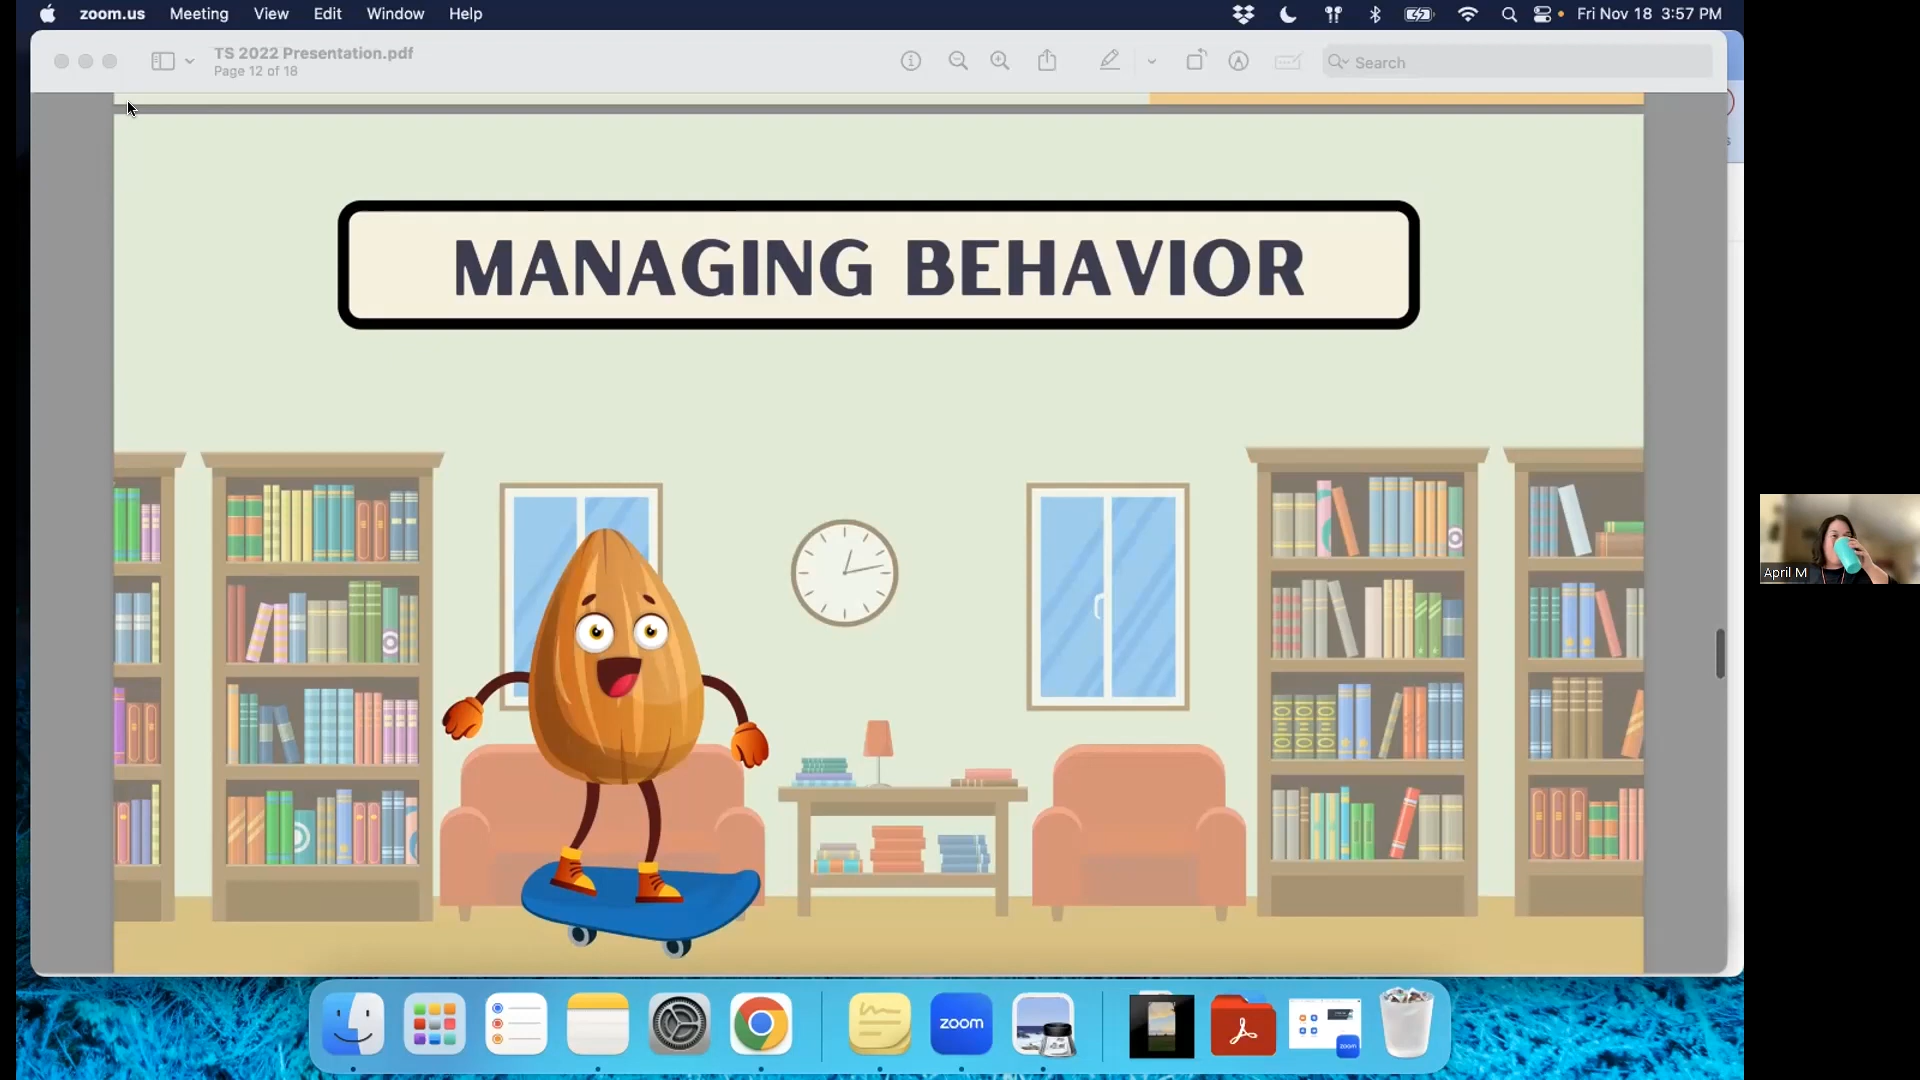 zoom.us Meeting View Edit Window Help Fri Nov 18 3:57 PM
TS 2022 Presentation.pdf
Page 12 of 18
Search
MANAGING BEHAVIOR
April M
zoom
zoom